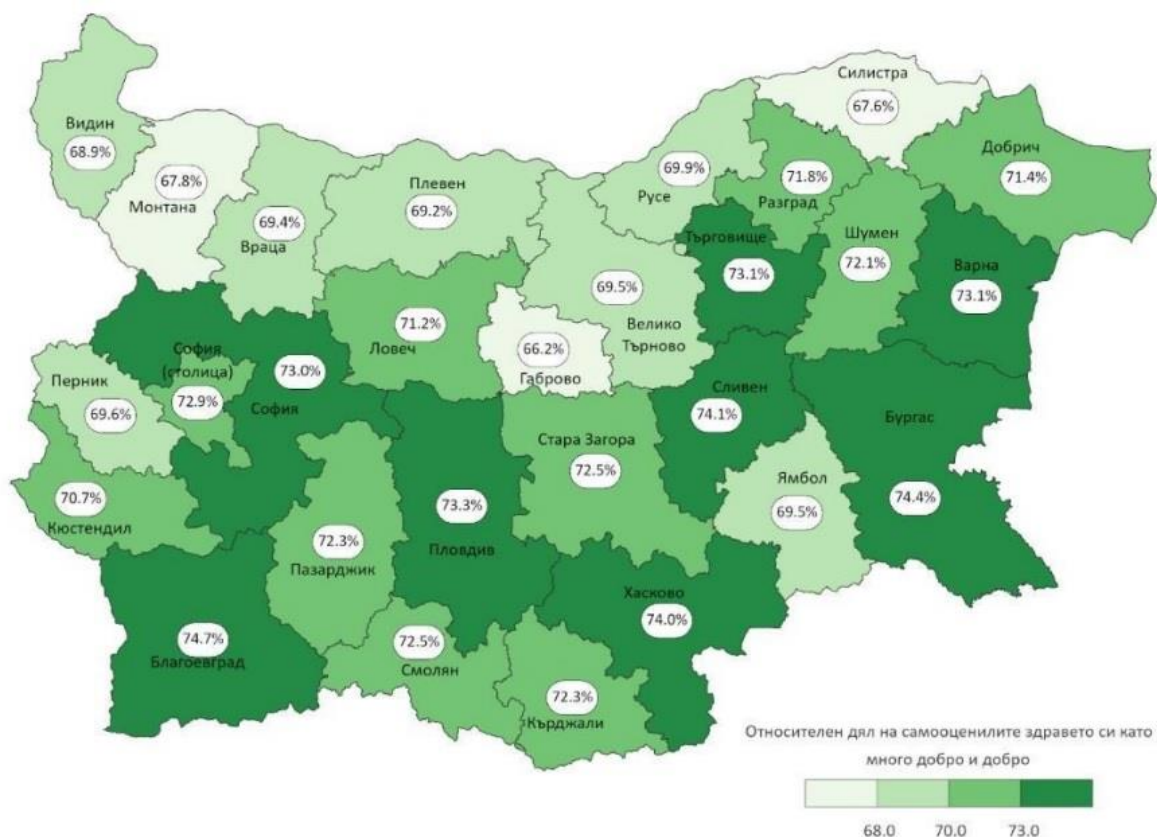 Силистра
67.6%
Видин
68.9%
Добрич
71.4%
67.8%
Монтана
69.9%
Русе
71.8%
Разград
Плевен
69.2%
69.4%
Враца
Шумен
72.1%
Търговище
73.1%
Варна
73.1%
69.5%
Велико
Търново
71.2%
Ловеч
66.2%
Габрово
София
(столица)
72.9%
73.0%
София
Перник
69.6%
Сливен
74.1%
Бургас
74.4%
Стара Загора
72.5%
Ямбол
69.5%
70.7%
Кюстендил
73.3%
Пловдив
72.3%
Пазарджик
Хасково
74.0%
74.7%
Благоевград
72.5%
Смолян
72.3%
Кърджали
Относителен дял на самооценилите здравето си като
много добро и добро
68.0 70.0 73.0